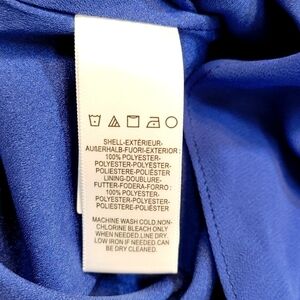 SHELL-EXTÉRIEUR-
AUßERHALB-FUORI-EXTERIOR:
100% POLYESTER-
POLYESTER-POLYESTER-
POLIESTERE-POLIÉSTER
LINING-DOUBLURE-
FUTTER-FODERA-FORRO:
100% POLYESTER-
POLYESTER-POLYESTER-
POLIESTERE-POLIÉSTER
MACHINE WASH COLD.NON-
CHLORINE BLEACH ONLY
WHEN NEEDED.LINE DRY.
LOW IRON IF NEEDED.CAN
BE DRY CLEANED.